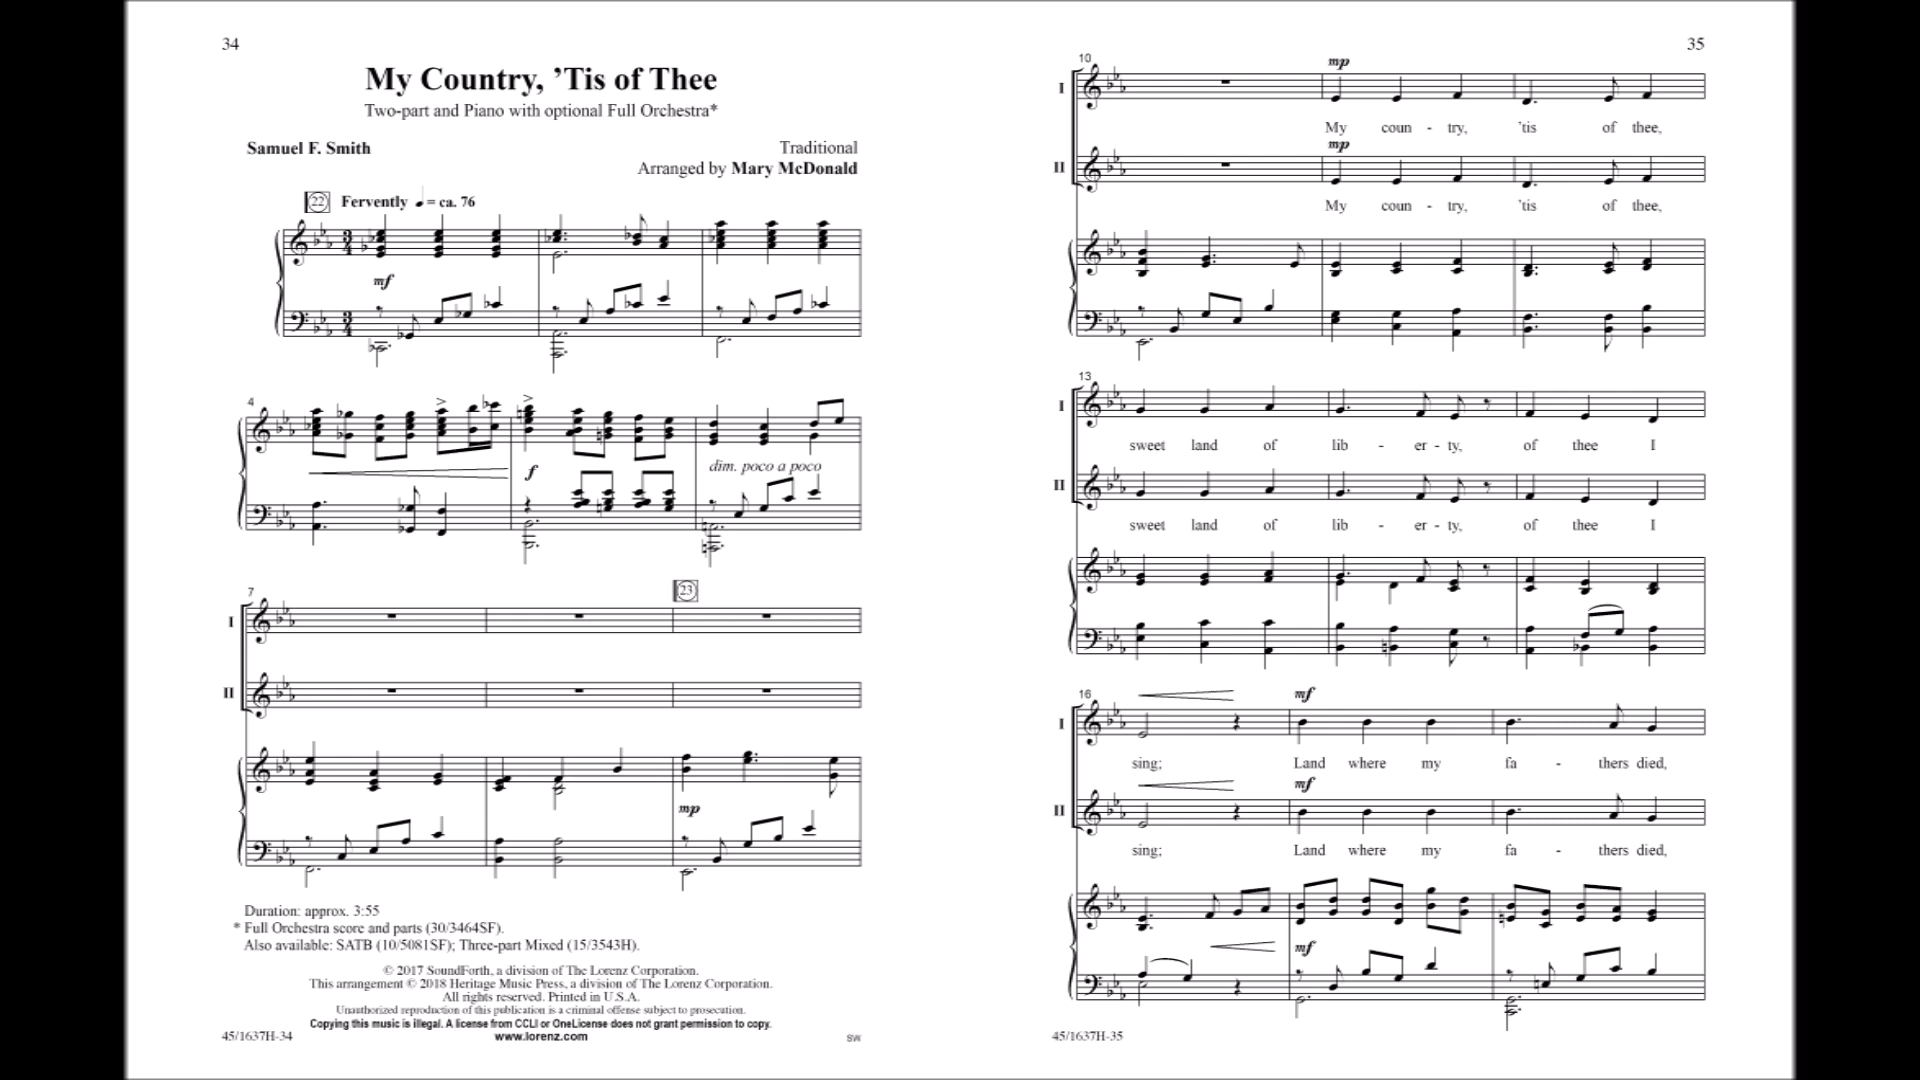 34
My Country, ’Tis of Thee
Two-part and Piano with optional Full Orchestra*
Samuel F. Smith
Traditional
Arranged by Mary McDonald
22 Fervently ♩ = ca. 76
3 4
mf
3 4
4
f
dim. poco a poco
7
23
I
II
mp
Duration: approx. 3:55
* Full Orchestra score and parts (30/3464SF).
Also available: SATB (10/5081SF); Three-part Mixed (15/3543H).
© 2017 SoundForth, a division of The Lorenz Corporation.
This arrangement © 2018 Heritage Music Press, a division of The Lorenz Corporation.
All rights reserved. Printed in U.S.A.
Unauthorized reproduction of this publication is a criminal offense subject to prosecution.
Copying this music is illegal. A license from CCLI or OneLicense does not grant permission to copy.
www.lorenz.com
45/1637H-34
SW
35
10
mp
I
My coun - try, ’tis of thee,
mp
II
My coun - try, ’tis of thee,
13
I
sweet land of lib - er - ty, of thee I
II
sweet land of lib - er - ty, of thee I
16
mf
I
sing; Land where my fa - thers died,
mf
II
sing; Land where my fa - thers died,
mf
45/1637H-35